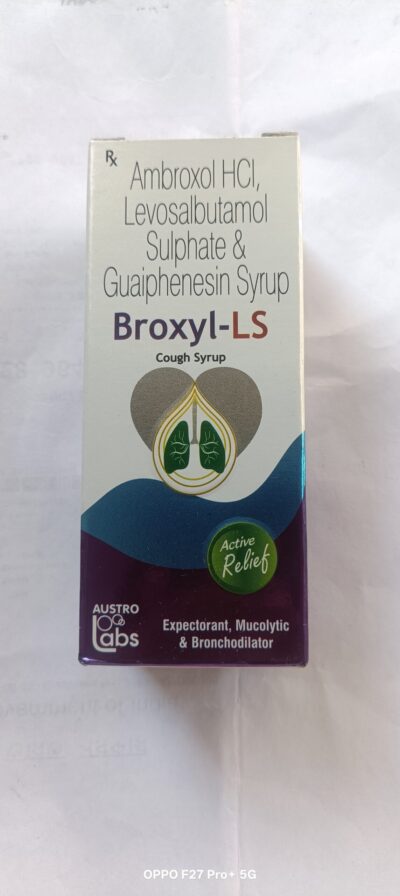 Rx
Ambroxol HCl,
Levosalbutamol
Sulphate &
Guaiphenesin Syrup
Broxyl-LS
Cough Syrup
Active
Relief
AUSTRO
Labs
Expectorant, Mucolytic
& Bronchodilator
OPPO F27 Pro+ 5G